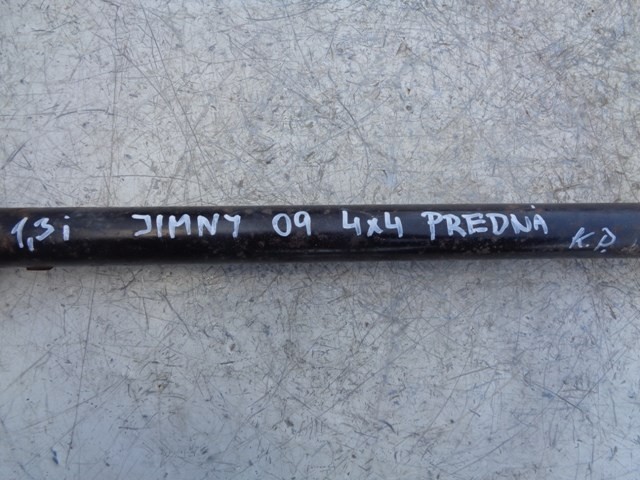 1,3i JIMNY 09 4x4 PREDNÁ K.P.